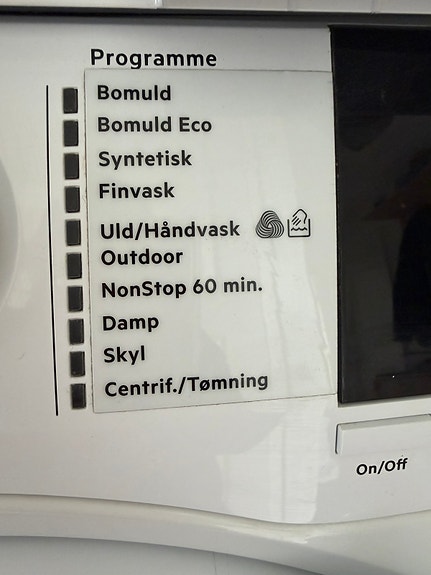 Programme
Bomuld
Bomuld Eco
Syntetisk
Finvask
Uld/Håndvask
Outdoor
NonStop 60 min.
Damp
Skyl
Centrif./Tømning
On/Off